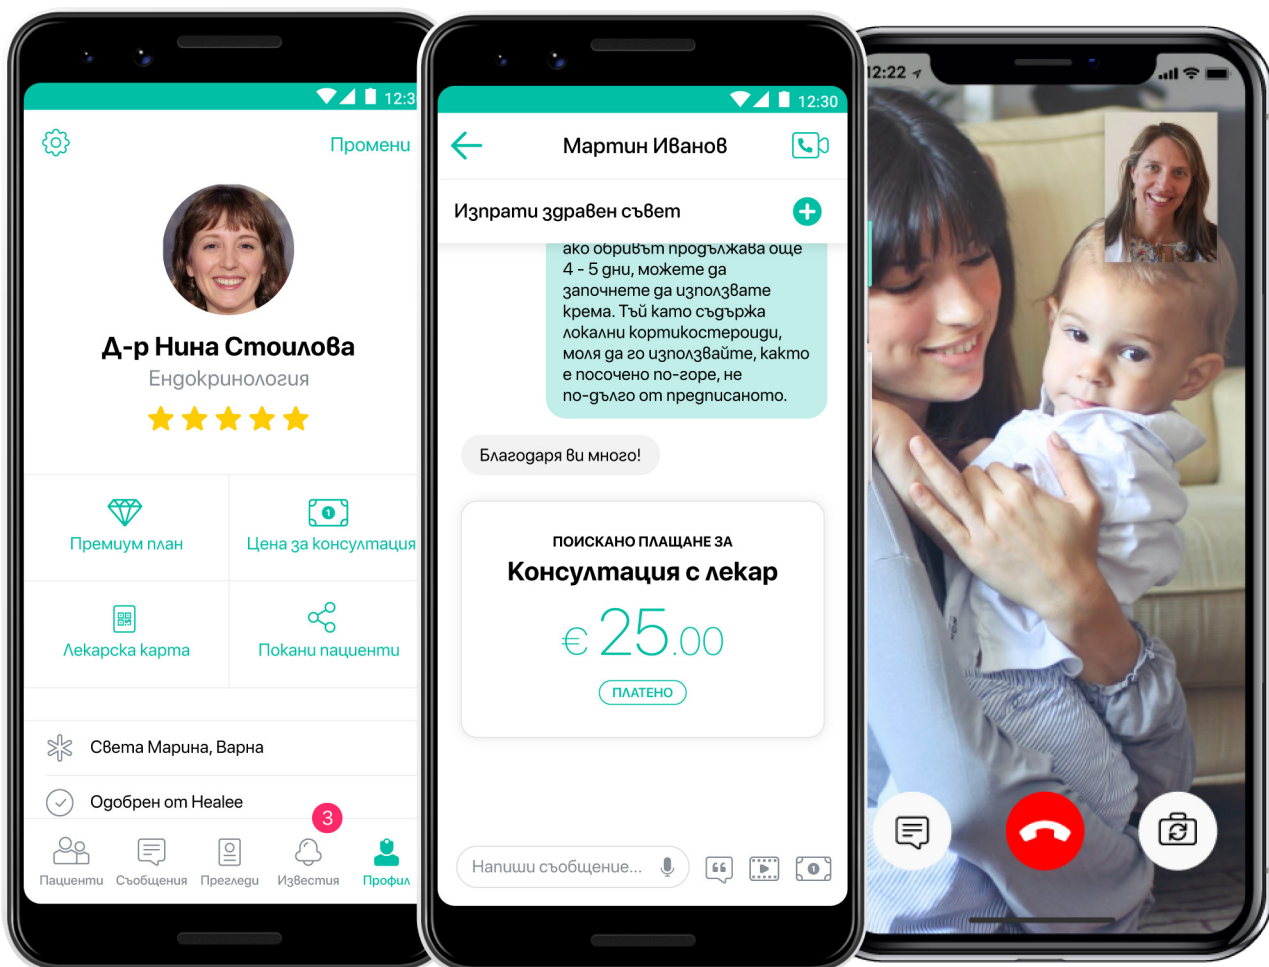 12:30
Промени
Д-р Нина Стоилова
Ендокринология
Премиум план
Цена за консултация
1
Лекарска карта
Покани пациенти
Света Марина, Варна
Одобрен от Healee
3
Пациенти
Съобщения
Прегледи
Известия
Профил
12:30
Мартин Иванов
Изпрати здравен съвет
ако обривът продължава още
4 - 5 дни, можете да
започнете да използвате
крема. Тъй като съдържа
локални кортикостероиди,
моля да го използвайте, както
е посочено по-горе, не
по-дълго от предписаното.
Благодаря ви много!
ПОИСКАНО ПЛАЩАНЕ ЗА
Консултация с лекар
€ 25.00
ПЛАТЕНО
Напиши съобщение...
1
12:22